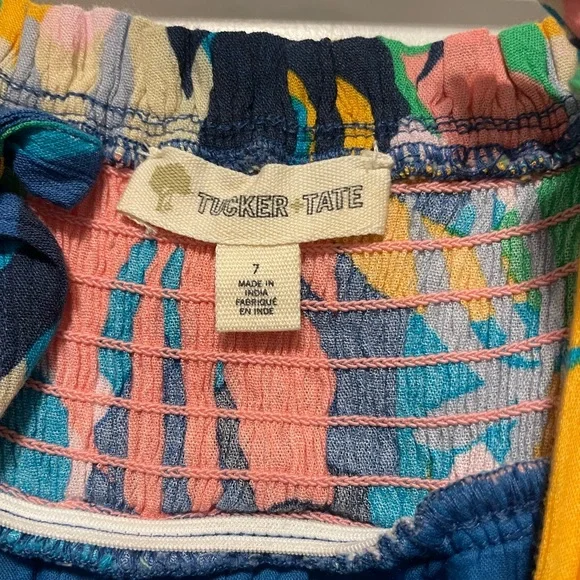 TUCKER+TATE
7
MADE IN
INDIA
FABRIQUÉ
EN INDE